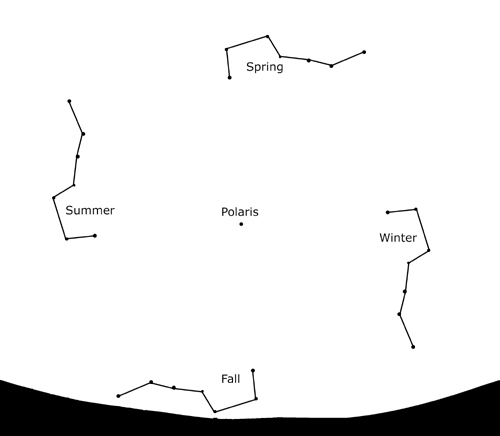 Spring
Summer
Polaris
Winter
Fall